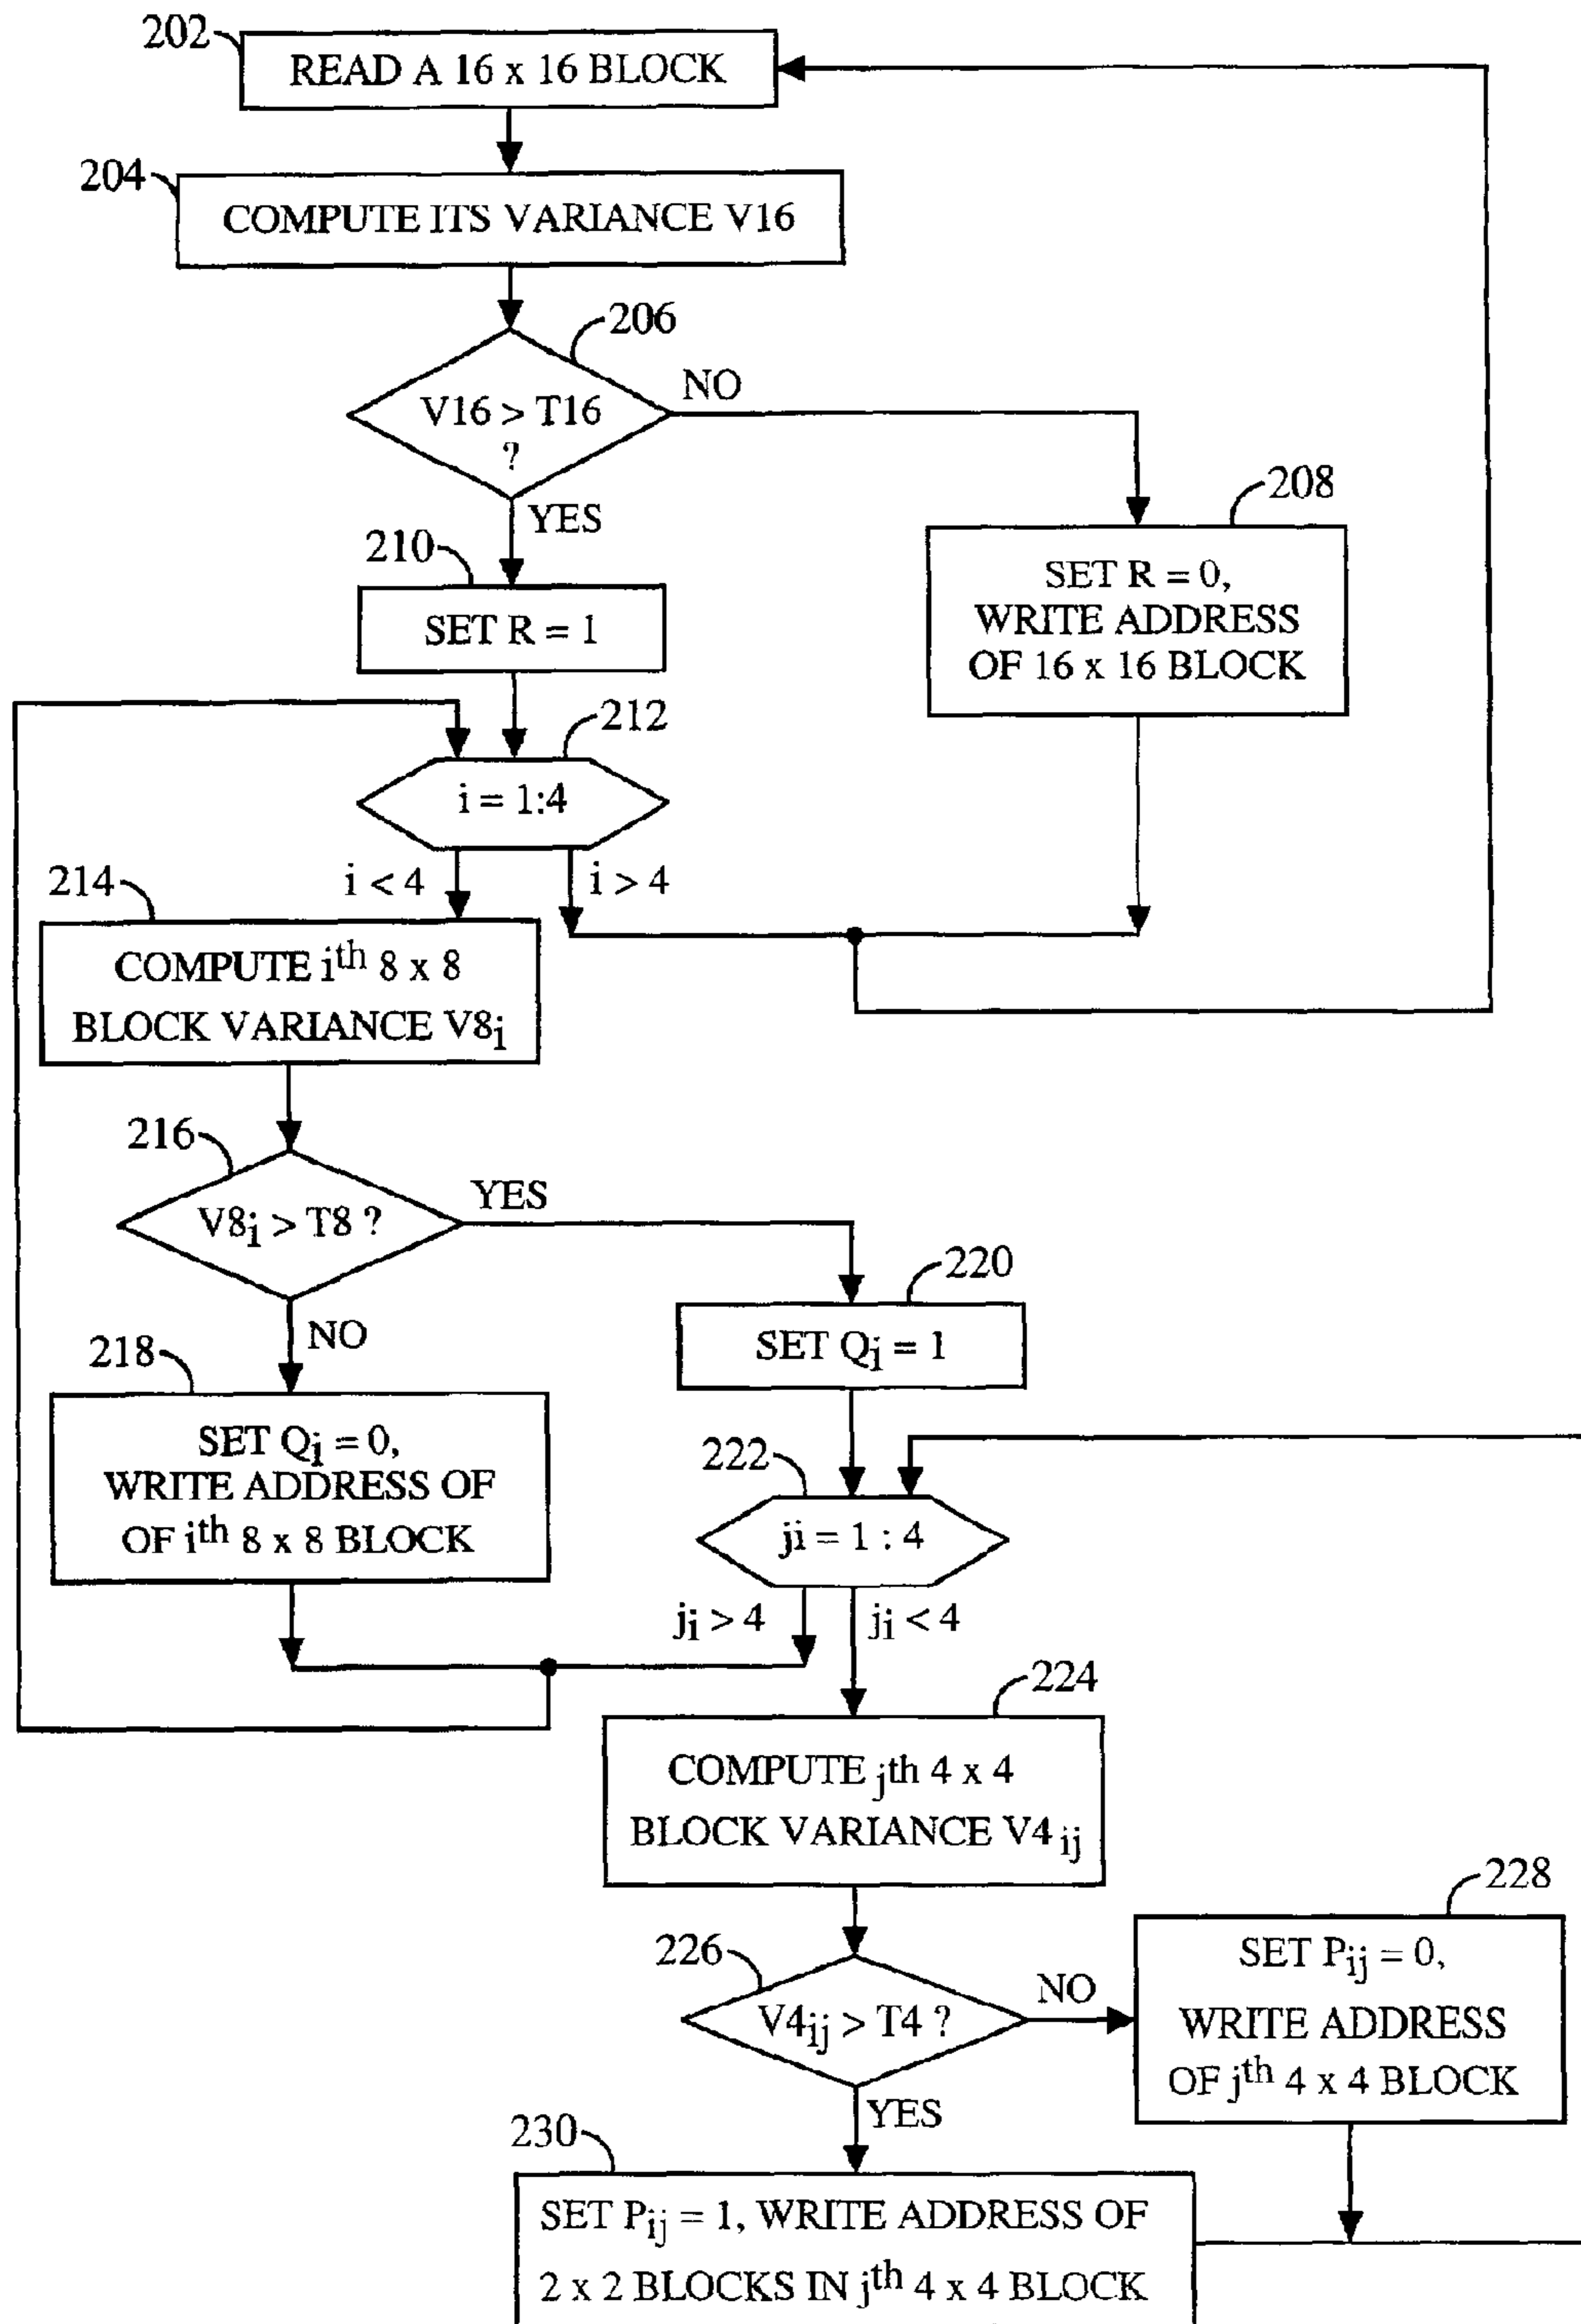 202
READ A 16 x 16 BLOCK
204
COMPUTE ITS VARIANCE V16
206
V16 > T16
?
NO
YES
208
SET R = 0,
WRITE ADDRESS
OF 16 x 16 BLOCK
210
SET R = 1
212
i = 1:4
i < 4
i > 4
214
COMPUTE ith 8 x 8
BLOCK VARIANCE V8i
216
V8i > T8 ?
YES
NO
220
SET Qi = 1
218
SET Qi = 0,
WRITE ADDRESS OF
OF ith 8 x 8 BLOCK
222
ji = 1 : 4
ji > 4
ji < 4
224
COMPUTE jth 4 x 4
BLOCK VARIANCE V4 ij
226
V4ij > T4 ?
NO
YES
228
SET Pij = 0,
WRITE ADDRESS
OF jth 4 x 4 BLOCK
230
SET Pij = 1, WRITE ADDRESS OF
2 x 2 BLOCKS IN jth 4 x 4 BLOCK